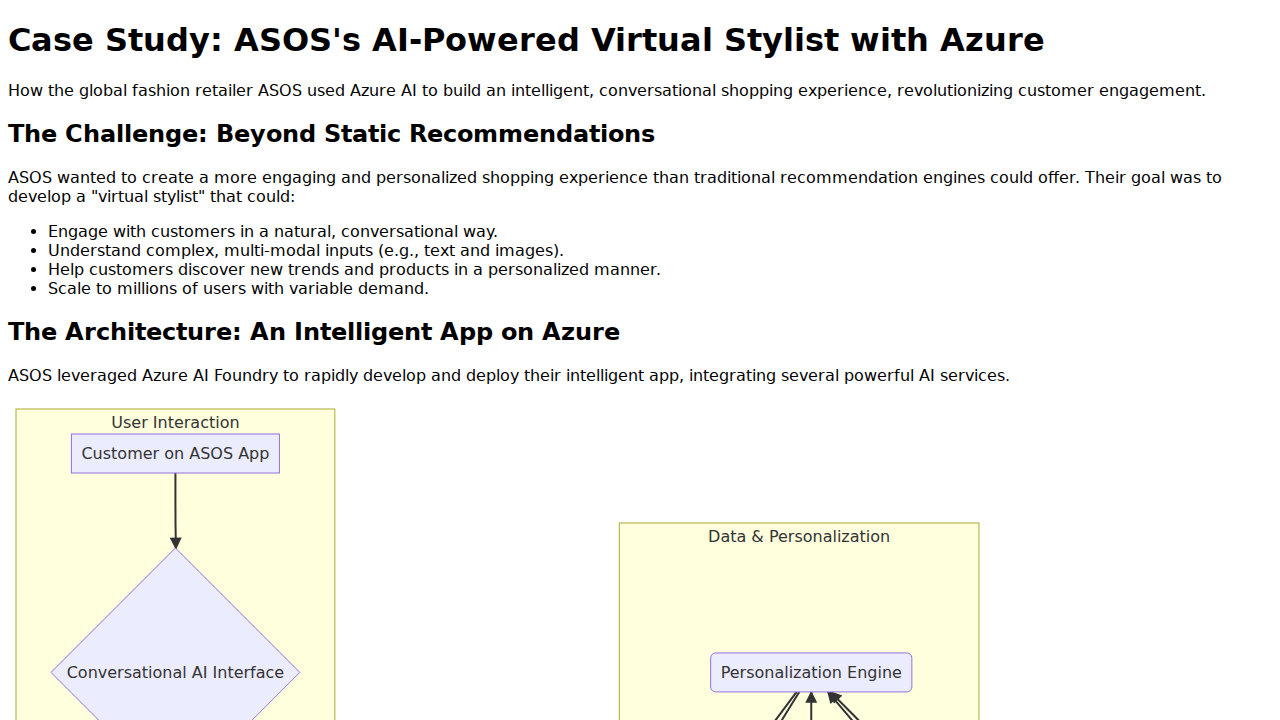 Case Study: ASOS's AI-Powered Virtual Stylist with Azure
How the global fashion retailer ASOS used Azure AI to build an intelligent, conversational shopping experience, revolutionizing customer engagement.
The Challenge: Beyond Static Recommendations
ASOS wanted to create a more engaging and personalized shopping experience than traditional recommendation engines could offer. Their goal was to
develop a "virtual stylist" that could:
Engage with customers in a natural, conversational way.
Understand complex, multi-modal inputs (e.g., text and images).
Help customers discover new trends and products in a personalized manner.
Scale to millions of users with variable demand.
The Architecture: An Intelligent App on Azure
ASOS leveraged Azure AI Foundry to rapidly develop and deploy their intelligent app, integrating several powerful AI services.
User Interaction
Customer on ASOS App
Data & Personalization
Conversational AI Interface
Personalization Engine